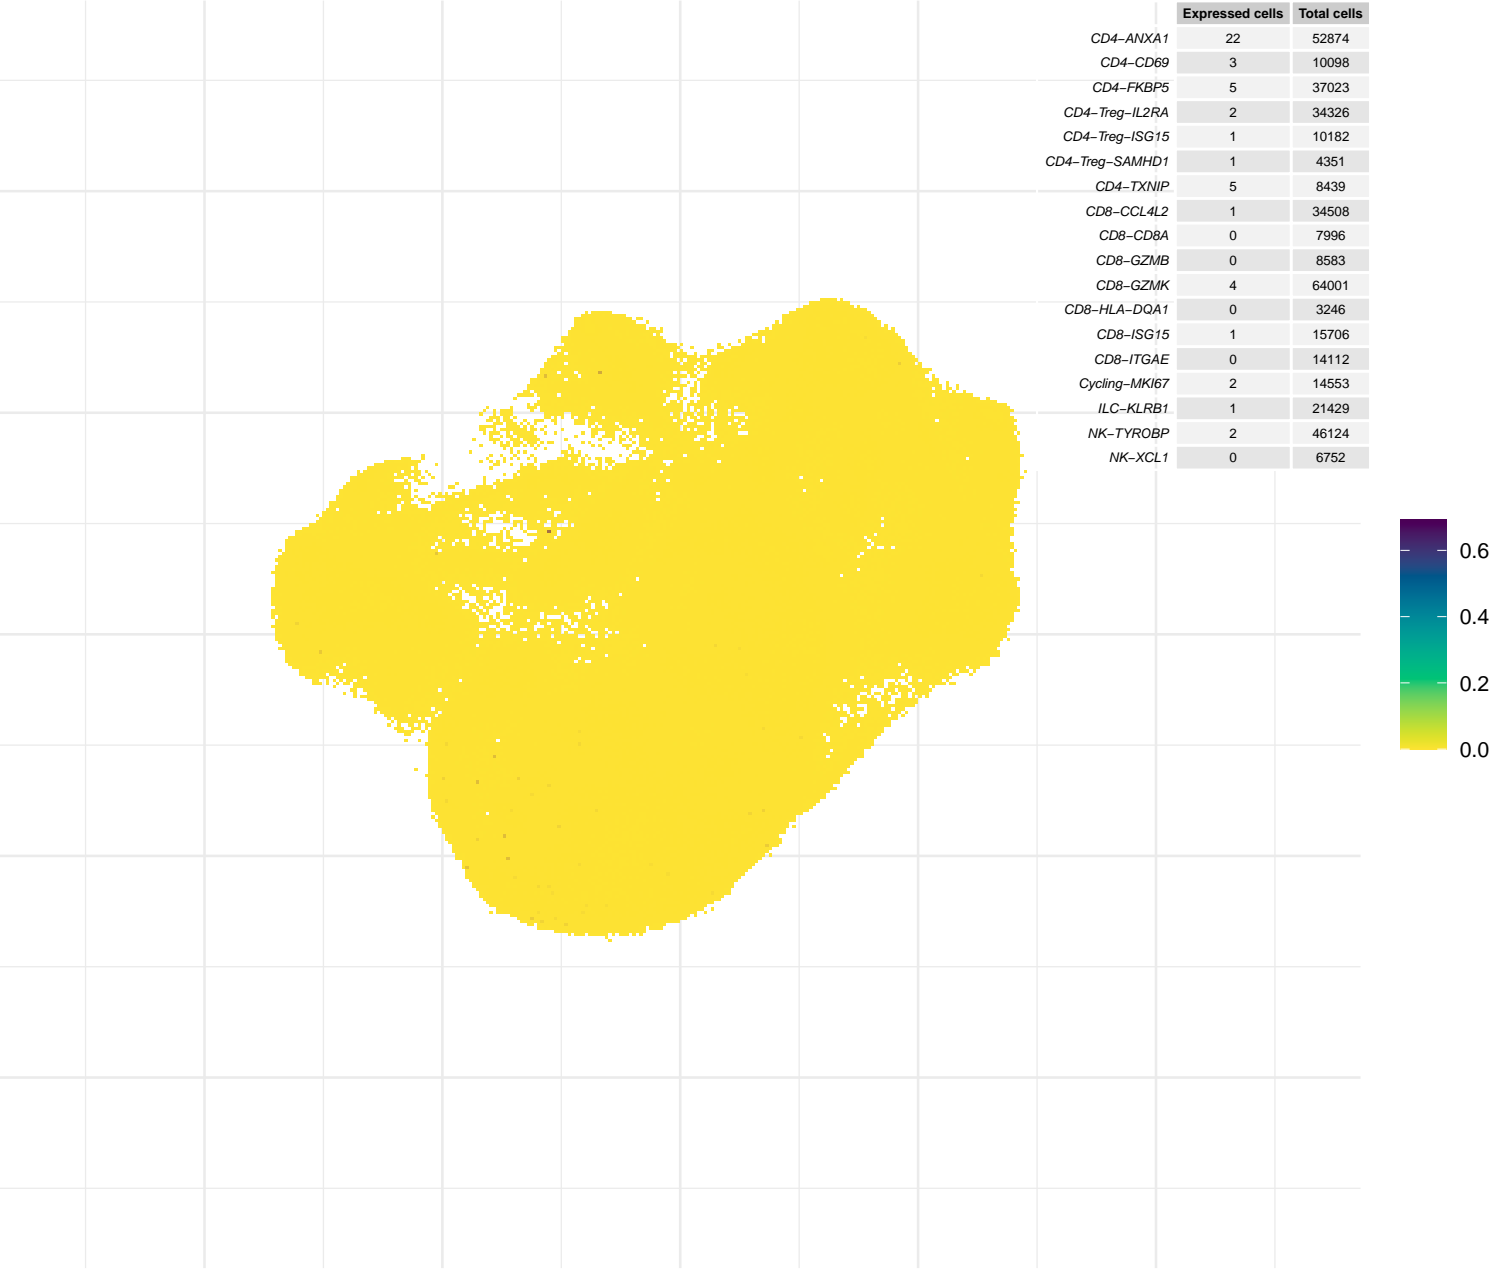 Expressed cells Total cells
CD4−ANXA1 22 52874
CD4−CD69 3 10098
CD4−FKBP5 5 37023
CD4−Treg−IL2RA 2 34326
CD4−Treg−ISG15 1 10182
CD4−Treg−SAMHD1 1 4351
CD4−TXNIP 5 8439
CD8−CCL4L2 1 34508
CD8−CD8A 0 7996
CD8−GZMB 0 8583
CD8−GZMK 4 64001
CD8−HLA−DQA1 0 3246
CD8−ISG15 1 15706
CD8−ITGAE 0 14112
Cycling−MKI67 2 14553
ILC−KLRB1 1 21429
NK−TYROBP 2 46124
NK−XCL1 0 6752
0.6
0.4
0.2
0.0